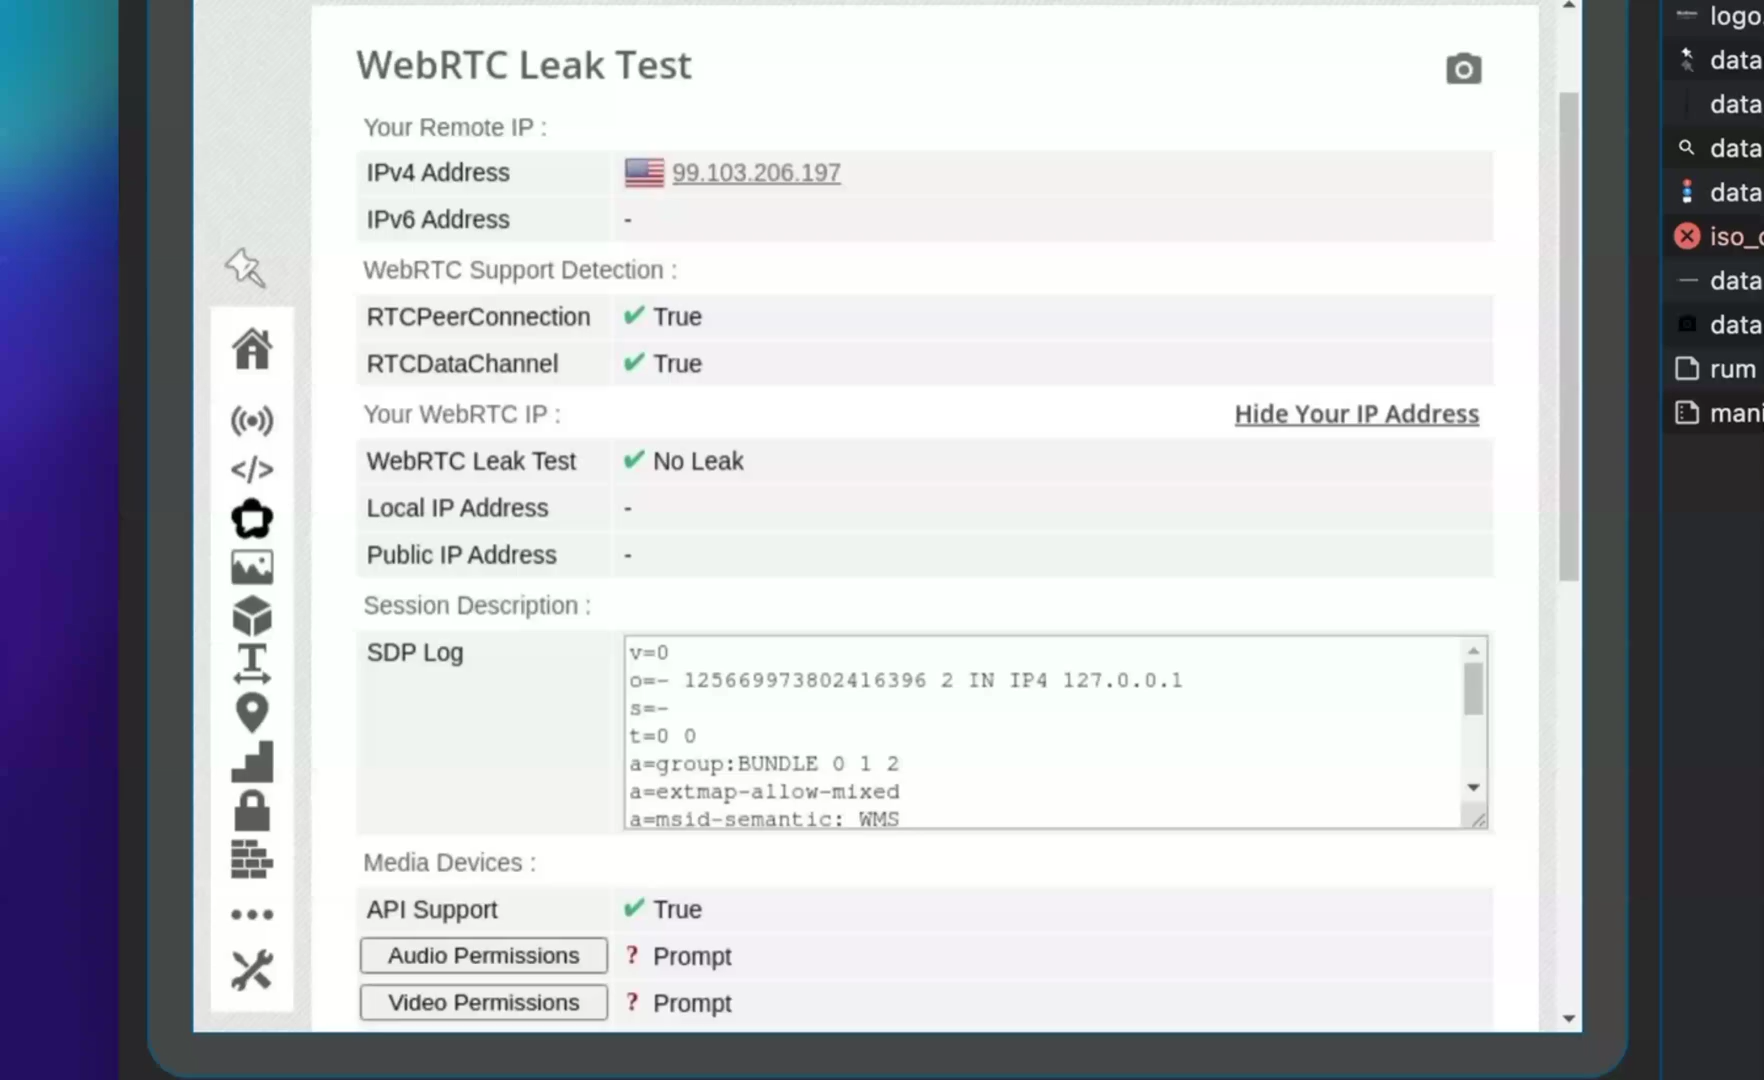 WebRTC Leak Test
Your Remote IP :
IPv4 Address 99.103.206.197
IPv6 Address -
WebRTC Support Detection :
RTCPeerConnection ✔ True
RTCDataChannel ✔ True
Your WebRTC IP : Hide Your IP Address
WebRTC Leak Test ✔ No Leak
Local IP Address -
Public IP Address -
Session Description :
SDP Log
v=0
o=- 125669973802416396 2 IN IP4 127.0.0.1
s=-
t=0 0
a=group:BUNDLE 0 1 2
a=extmap-allow-mixed
a=msid-semantic: WMS
Media Devices :
API Support ✔ True
Audio Permissions ? Prompt
Video Permissions ? Prompt
logo
data
data
data
data
iso_
data
data
rum
mani